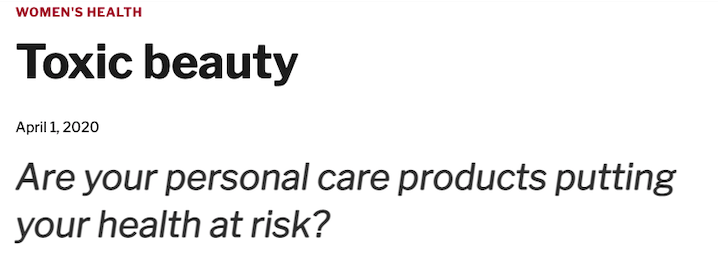 WOMEN'S HEALTH
Toxic beauty
April 1, 2020
Are your personal care products putting
your health at risk?